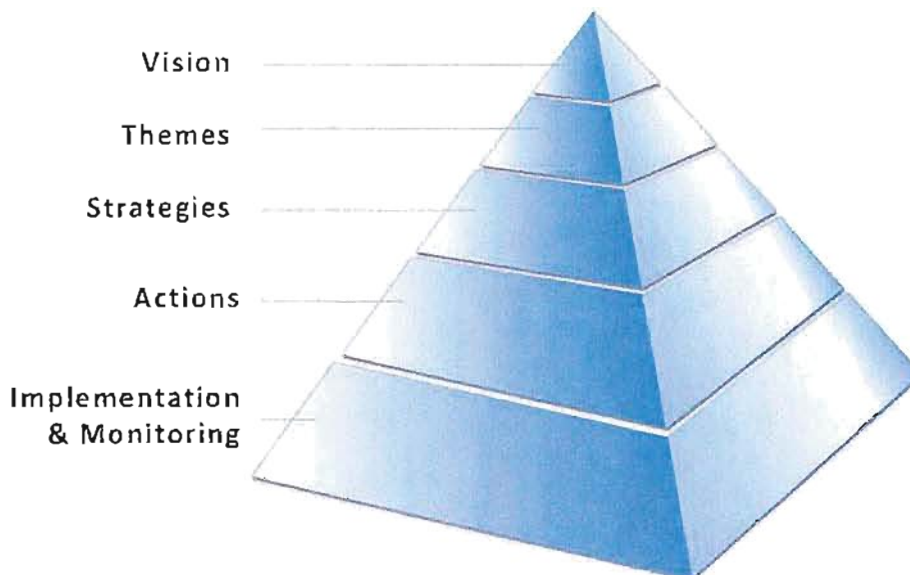 Vision
Themes
Strategies
Actions
Implementation
& Monitoring